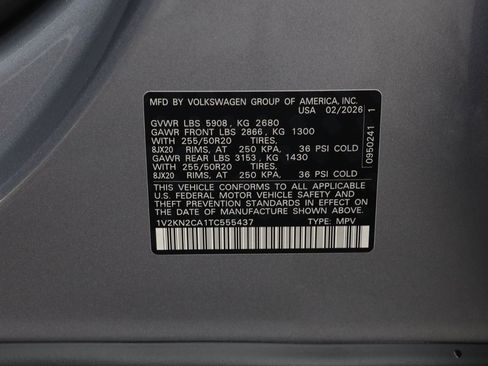 MFD BY VOLKSWAGEN GROUP OF AMERICA, INC.
USA 02/2026
GVWR LBS 5908, KG 2680
GAWR FRONT LBS 2866, KG 1300
WITH 255/50R20 TIRES,
8JX20 RIMS, AT 250 KPA, 36 PSI COLD
GAWR REAR LBS 3153, KG 1430
WITH 255/50R20 TIRES,
8JX20 RIMS, AT 250 KPA, 36 PSI COLD
THIS VEHICLE CONFORMS TO ALL APPLICABLE
U.S. FEDERAL MOTOR VEHICLE SAFETY AND
THEFT PREVENTION STANDARDS IN EFFECT ON
THE DATE OF MANUFACTURE SHOWN ABOVE.
1V2KN2CA1TC555437 TYPE: MPV
0950241 1